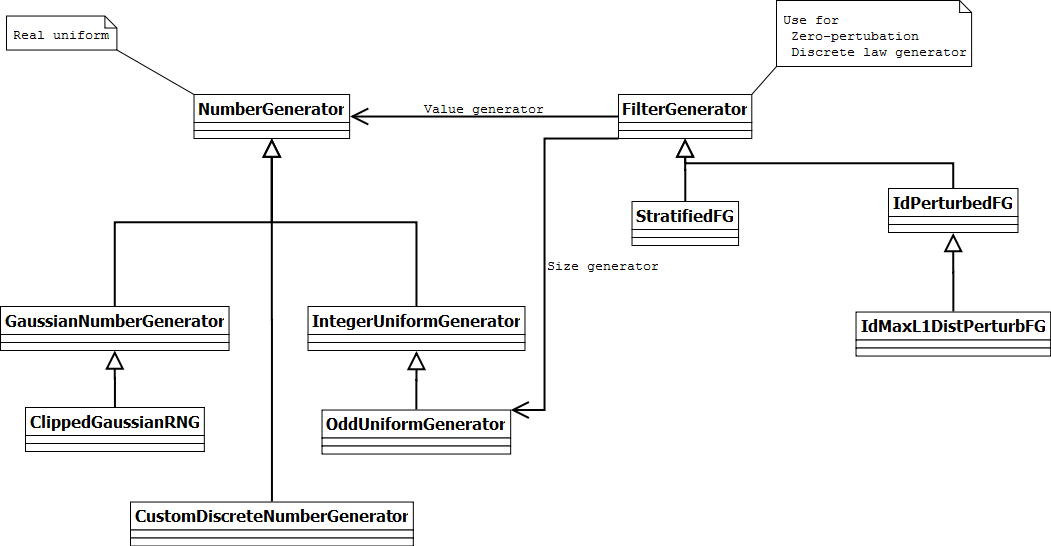 Real uniform
Use for
Zero-pertubation
Discrete law generator
NumberGenerator
Value generator
FilterGenerator
StratifiedFG
IdPerturbedFG
Size generator
GaussianNumberGenerator
IntegerUniformGenerator
IdMaxL1DistPerturbFG
ClippedGaussianRNG
OddUniformGenerator
CustomDiscreteNumberGenerator